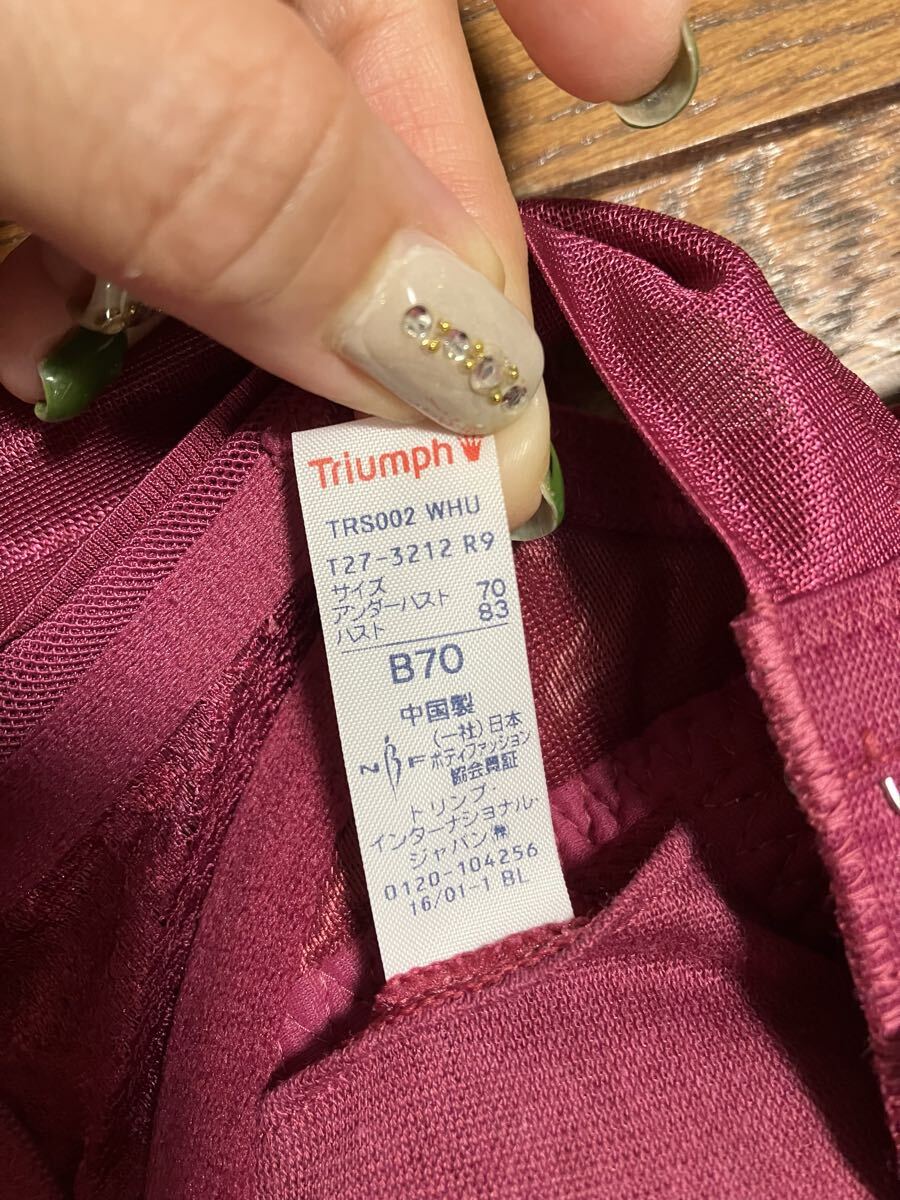 Triumph
TRS002 WHU
T27-3212 R9
サイズ
アンダーバスト 70
バスト 83
B70
中国製
NBF (一社)日本
ボディファッション
協会賛証
トリンプ・
インターナショナル・
ジャパン㈱
0120-104256
16/01-1 BL